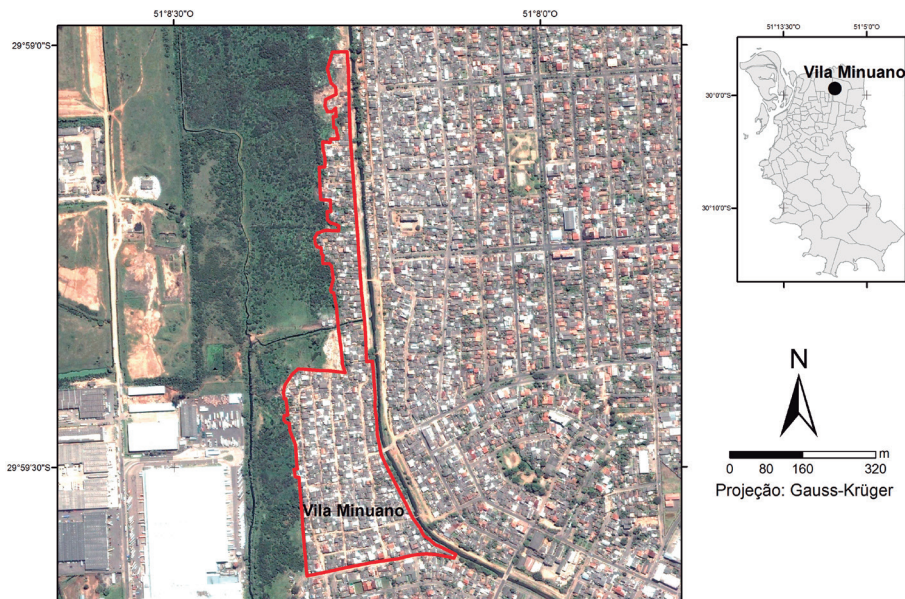 51°8'30"O
51°8'0"O
29°59'0"S
29°59'30"S
Vila Minuano
51°13'30"O
51°5'0"O
Vila Minuano
30°0'0"S
30°10'0"S
N
0 80 160 320 m
Projeção: Gauss-Krüger